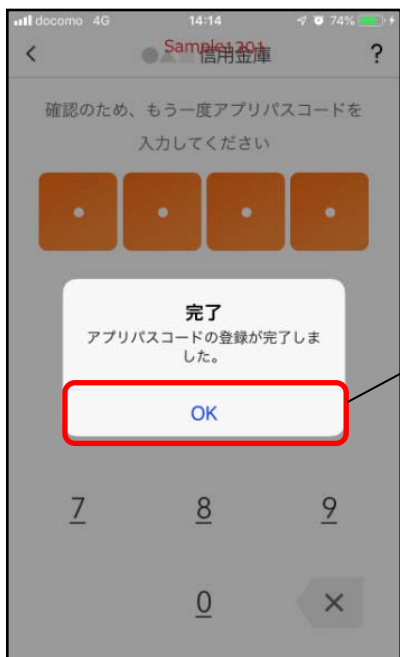 docomo 4G 14:14 74%
< Sample1201 信用金庫 ?
確認のため、もう一度アプリパスコードを
入力してください
完了
アプリパスコードの登録が完了しま
した。
OK
7 8 9
0 ×